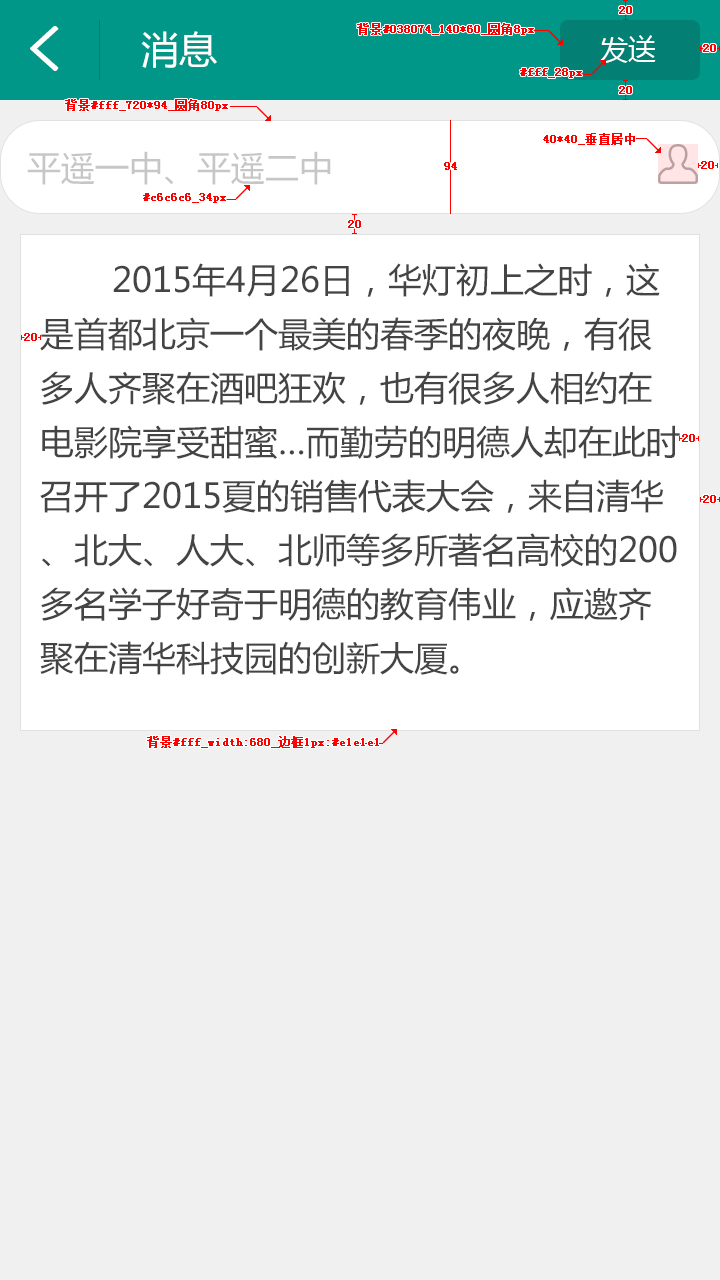 20
背景#038074_140*60_圆角8px
消息
发送
20
#fff_28px
20
背景#fff_720*94_圆角80px
40*40_垂直居中
平遥一中、平遥二中
94
20
#c6c6c6_34px
20
2015年4月26日，华灯初上之时，这
20
是首都北京一个最美的春季的夜晚，有很
多人齐聚在酒吧狂欢，也有很多人相约在
电影院享受甜蜜...而勤劳的明德人却在此时
20
召开了2015夏的销售代表大会，来自清华
20
、北大、人大、北师等多所著名高校的200
多名学子好奇于明德的教育伟业，应邀齐
聚在清华科技园的创新大厦。
背景#fff_width:680_边框1px:#e1e1e1